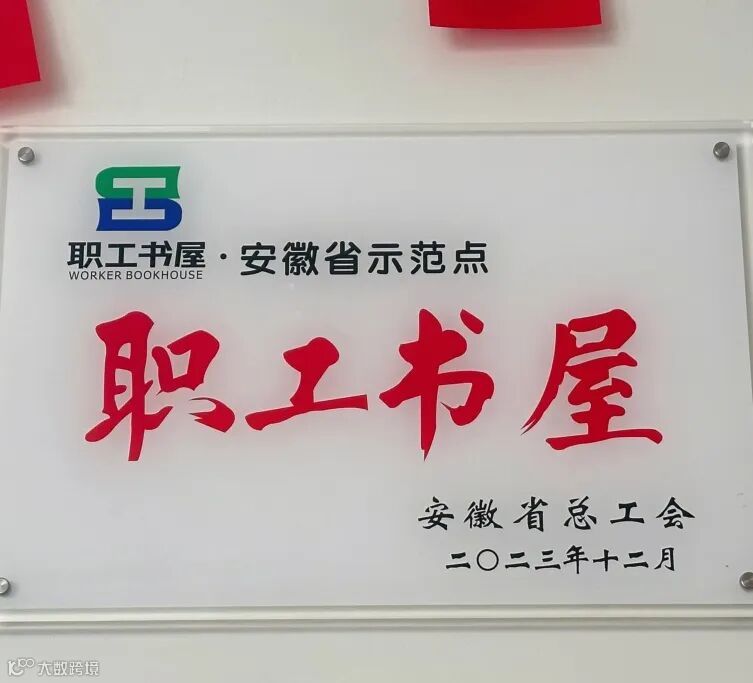 职工书屋·安徽省示范点
WORKER BOOKHOUSE
职工书屋
安徽省总工会
二〇二三年十二月
大数跨境